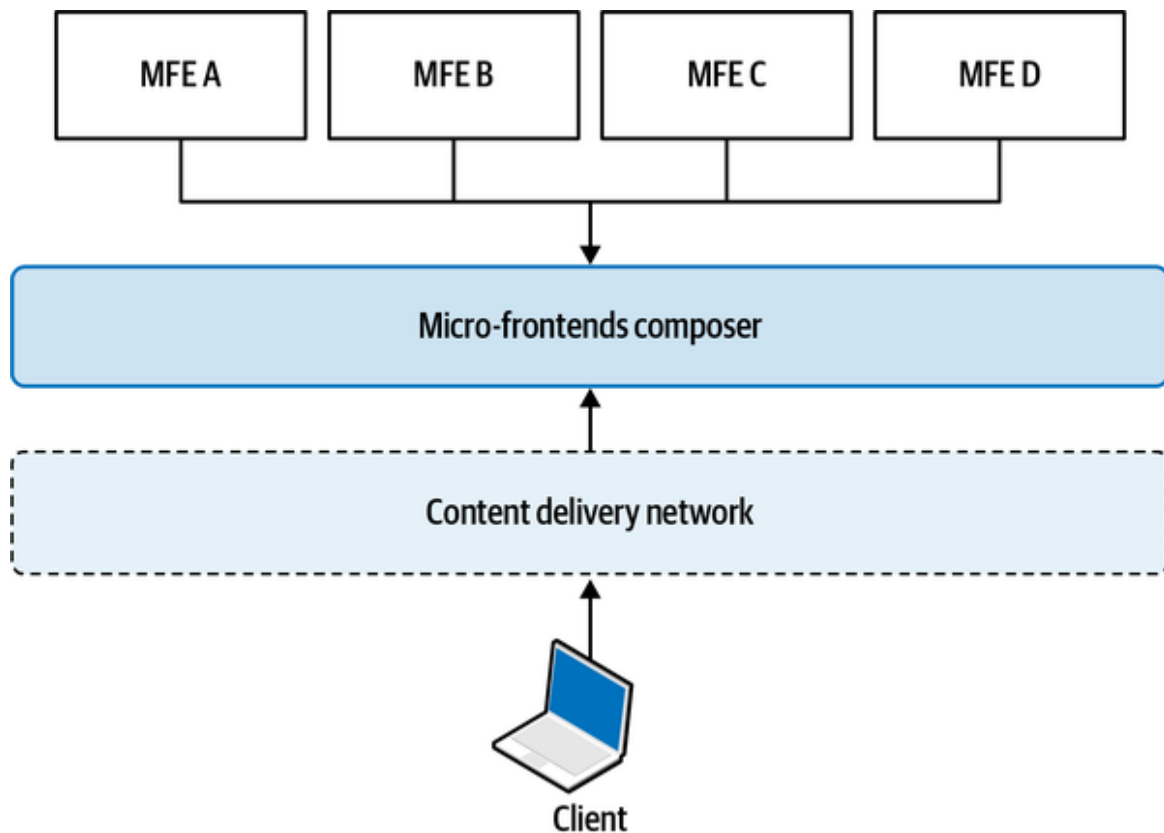 MFE A
MFE B
MFE C
MFE D
Micro-frontends composer
Content delivery network
Client